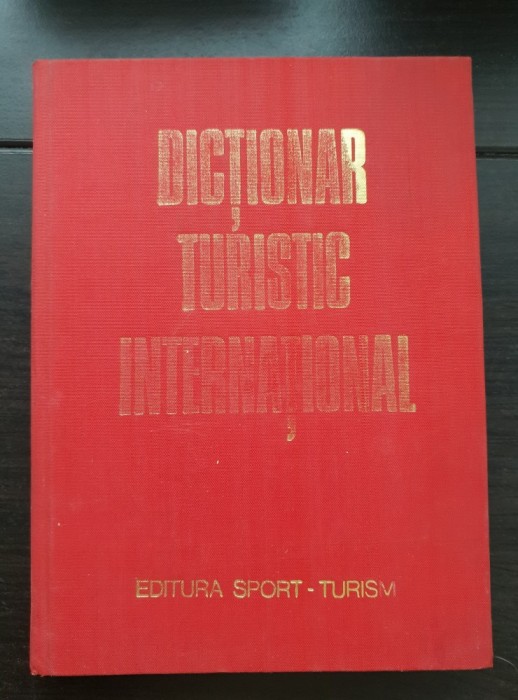 DICȚIONAR
TURISTIC
INTERNAȚIONAL
EDITURA SPORT - TURISM